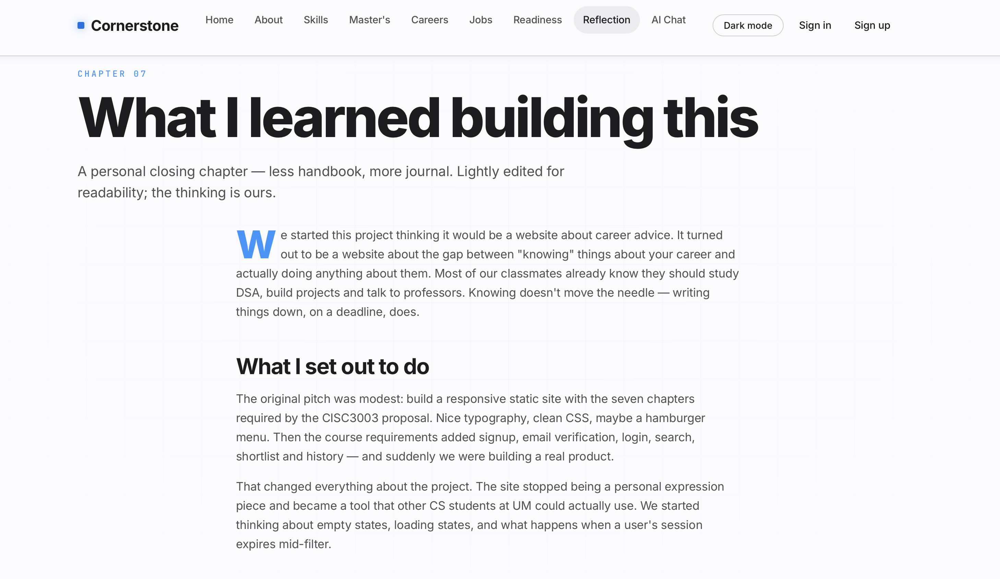 Cornerstone Home About Skills Master's Careers Jobs Readiness Reflection AI Chat Dark mode Sign in Sign up
CHAPTER 07
What I learned building this
A personal closing chapter — less handbook, more journal. Lightly edited for
readability; the thinking is ours.
We started this project thinking it would be a website about career advice. It turned
out to be a website about the gap between "knowing" things about your career and
actually doing anything about them. Most of our classmates already know they should study
DSA, build projects and talk to professors. Knowing doesn't move the needle — writing
things down, on a deadline, does.
What I set out to do
The original pitch was modest: build a responsive static site with the seven chapters
required by the CISC3003 proposal. Nice typography, clean CSS, maybe a hamburger
menu. Then the course requirements added signup, email verification, login, search,
shortlist and history — and suddenly we were building a real product.
That changed everything about the project. The site stopped being a personal expression
piece and became a tool that other CS students at UM could actually use. We started
thinking about empty states, loading states, and what happens when a user's session
expires mid-filter.